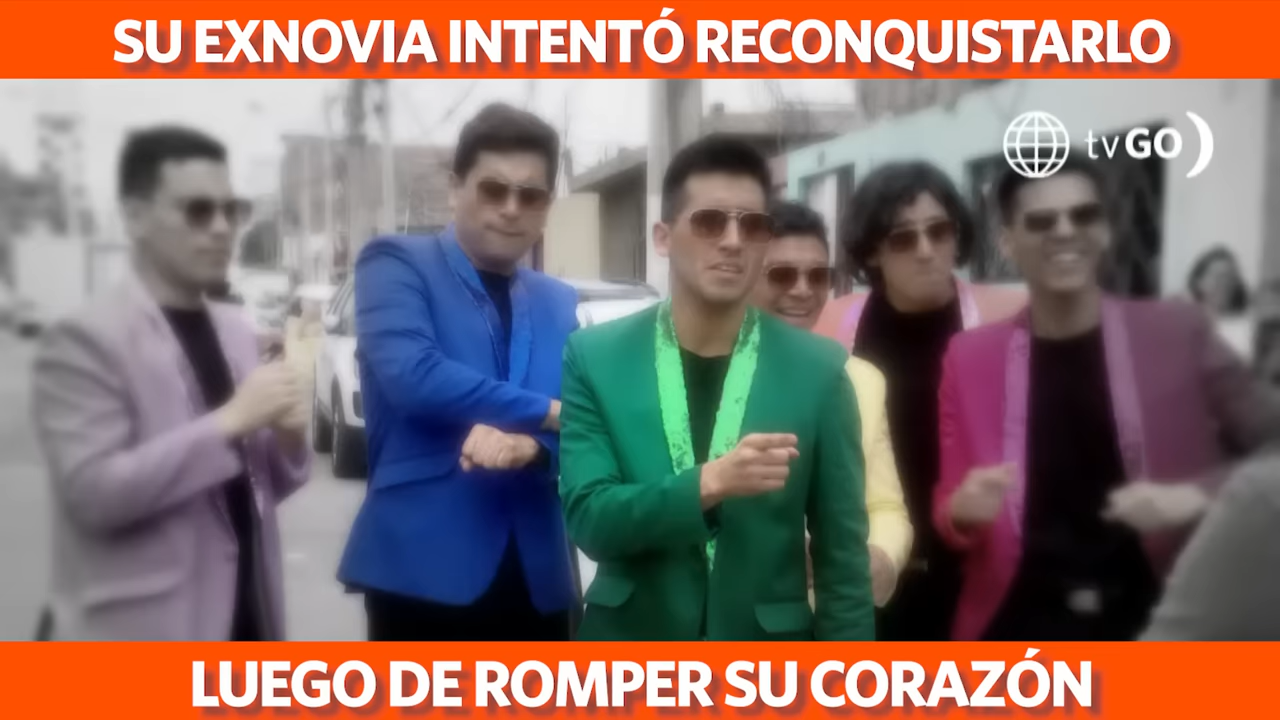 SU EXNOVIA INTENTÓ RECONQUISTARLO
tvGO
LUEGO DE ROMPER SU CORAZÓN